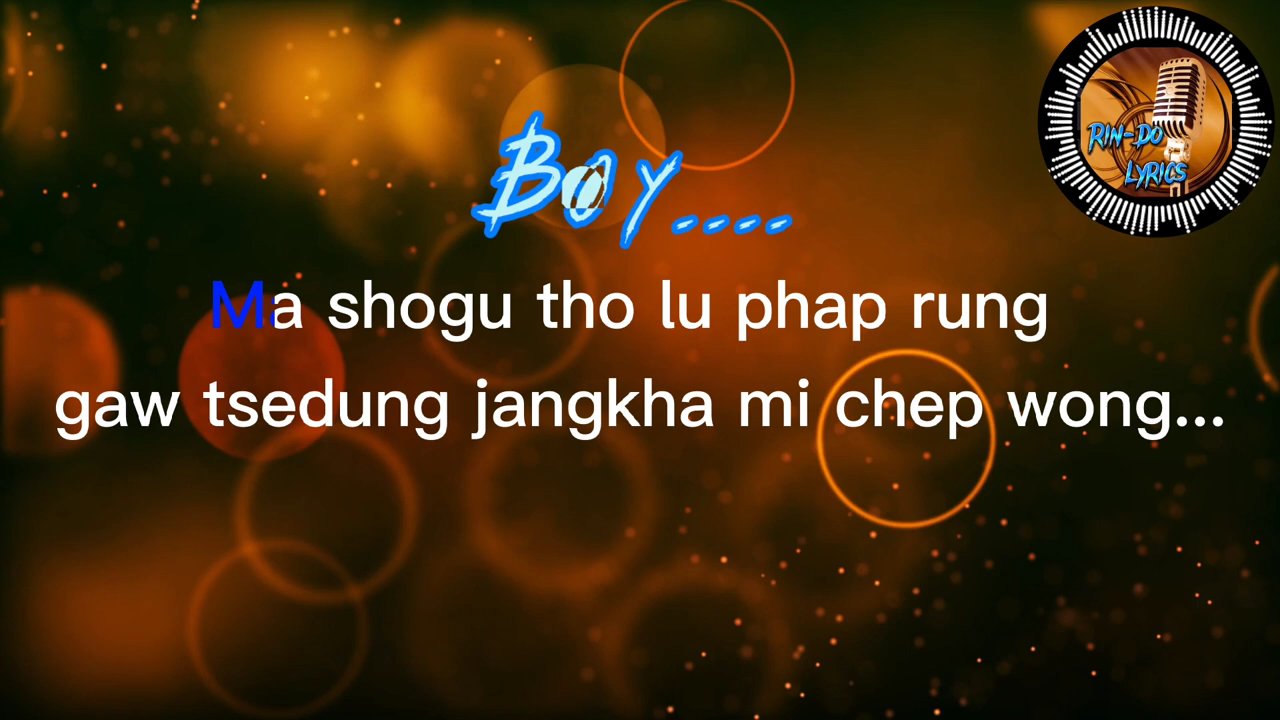 RIN-DO
LYRICS
BOY....
Ma shogu tho lu phap rung
gaw tsedung jangkha mi chep wong...